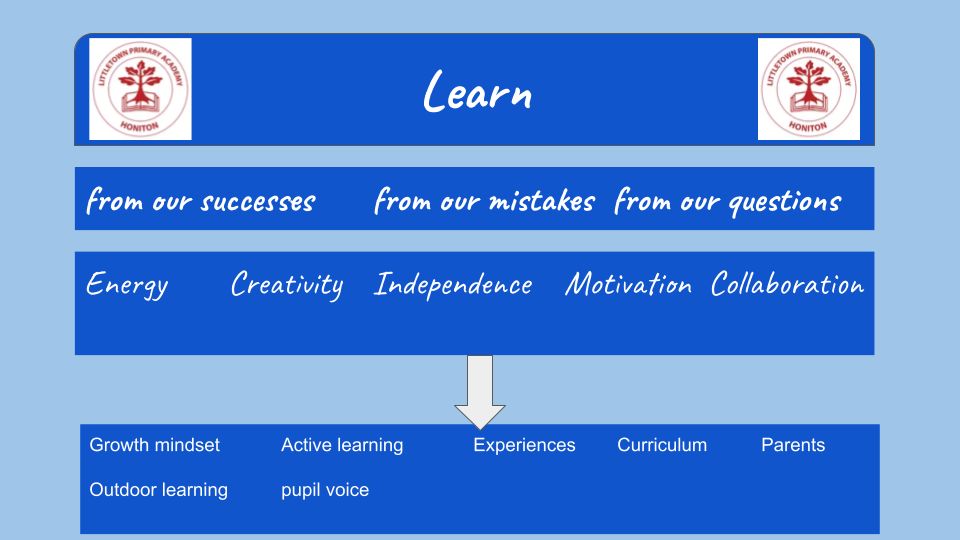 LITTLETOWN PRIMARY ACADEMY
HONITON
Learn
LITTLETOWN PRIMARY ACADEMY
HONITON
from our successes from our mistakes from our questions
Energy Creativity Independence Motivation Collaboration
Growth mindset Active learning Experiences Curriculum Parents
Outdoor learning pupil voice